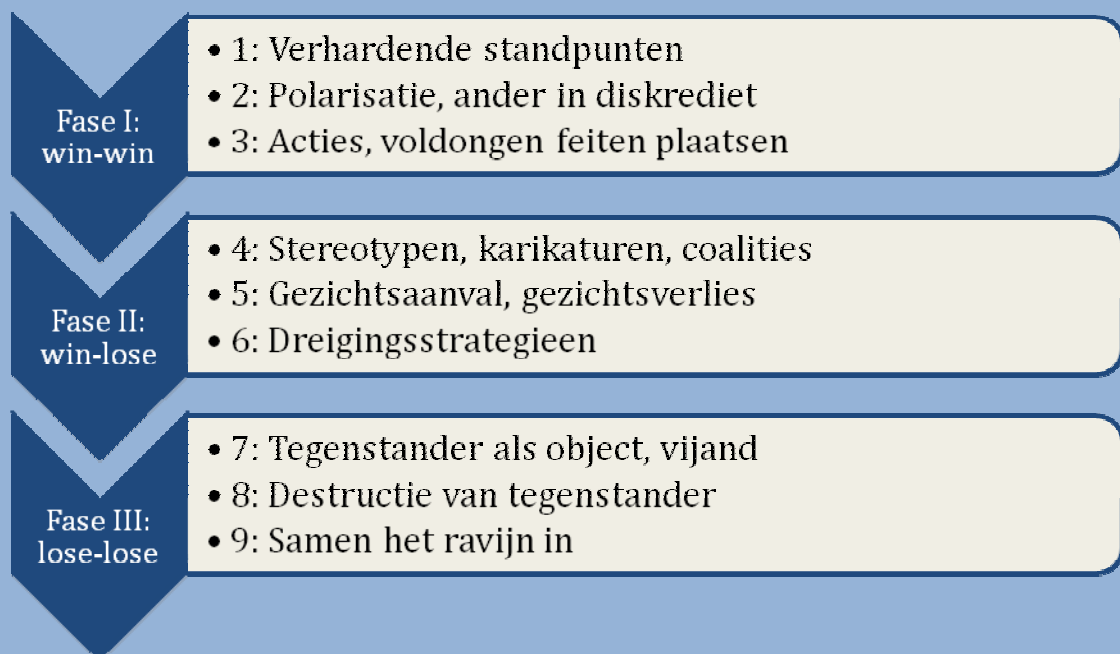 Fase I:
win-win
• 1: Verhardende standpunten
• 2: Polarisatie, ander in diskrediet
• 3: Acties, voldongen feiten plaatsen
Fase II:
win-lose
• 4: Stereotypen, karikaturen, coalities
• 5: Gezichtsaanval, gezichtsverlies
• 6: Dreigingsstrategieen
Fase III:
lose-lose
• 7: Tegenstander als object, vijand
• 8: Destructie van tegenstander
• 9: Samen het ravijn in